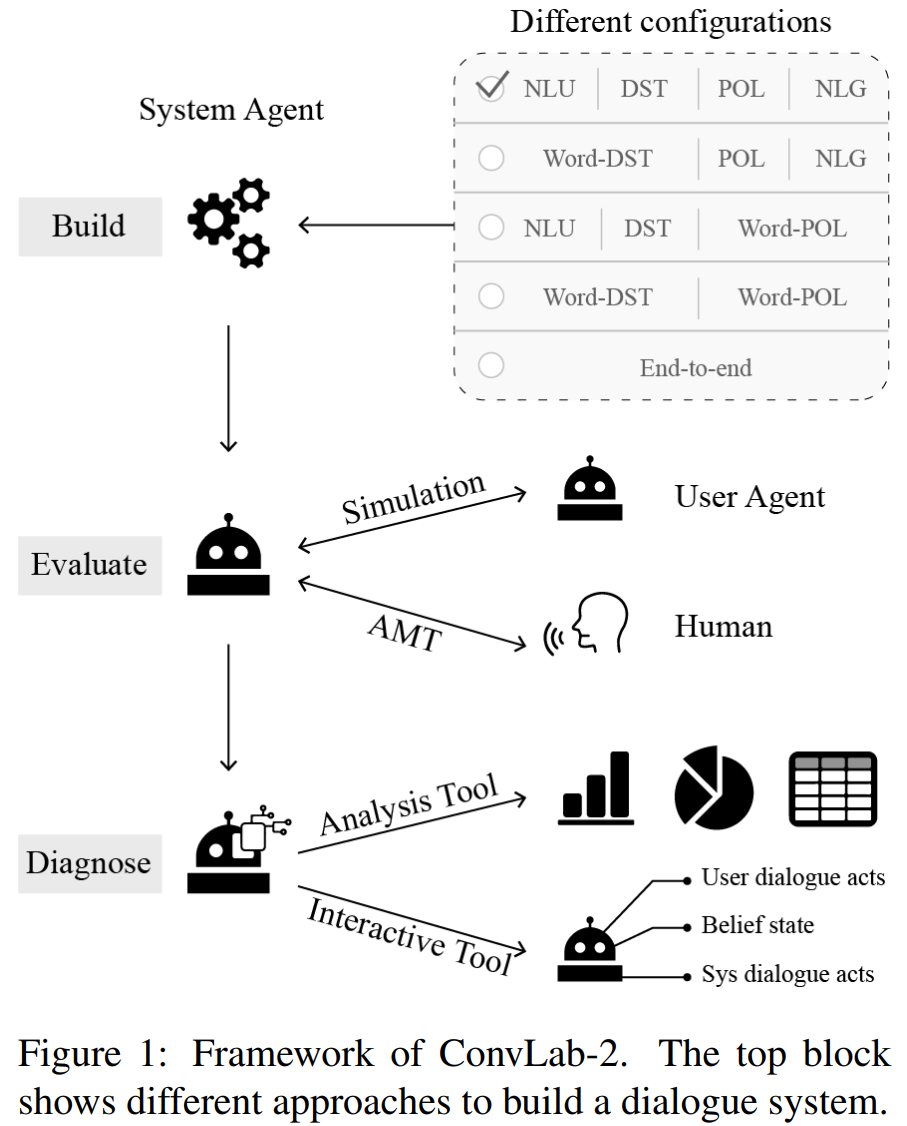 Different configurations
System Agent
NLU DST POL NLG
Word-DST POL NLG
NLU DST Word-POL
Word-DST Word-POL
End-to-end
Build
Evaluate
Simulation
User Agent
AMT
Human
Diagnose
Analysis Tool
Interactive Tool
User dialogue acts
Belief state
Sys dialogue acts
Figure 1: Framework of ConvLab-2. The top block
shows different approaches to build a dialogue system.